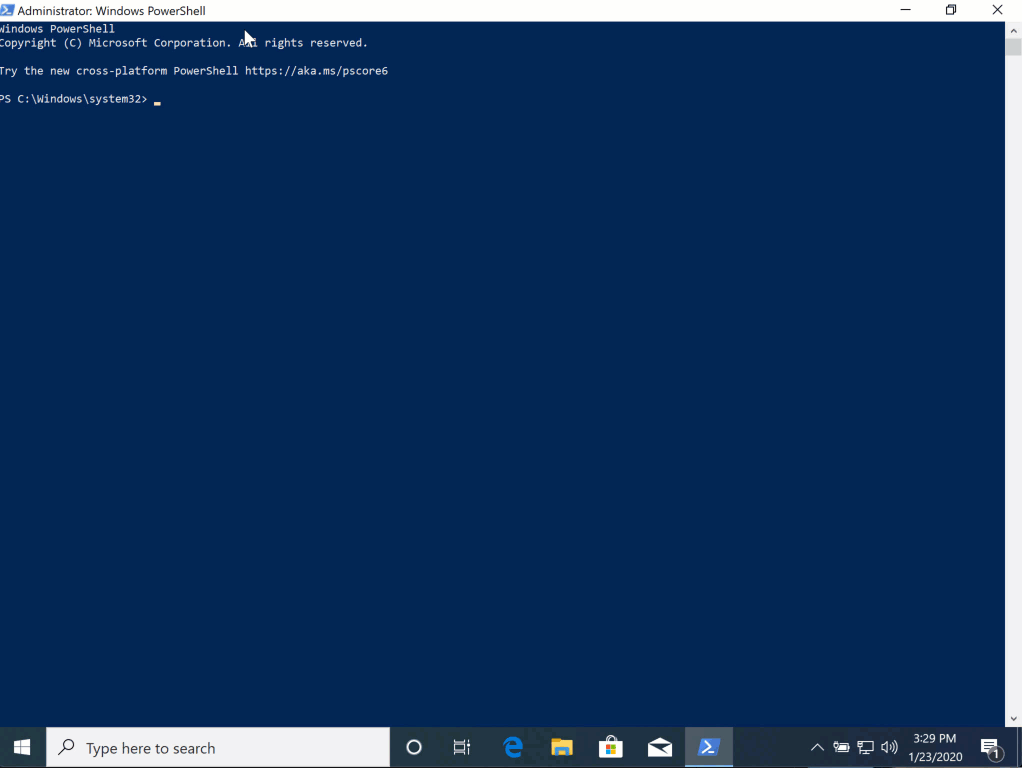 Administrator: Windows PowerShell
Windows PowerShell
Copyright (C) Microsoft Corporation. All rights reserved.
Try the new cross-platform PowerShell https://aka.ms/pscore6
PS C:\Windows\system32>
Type here to search
3:29 PM
1/23/2020
1